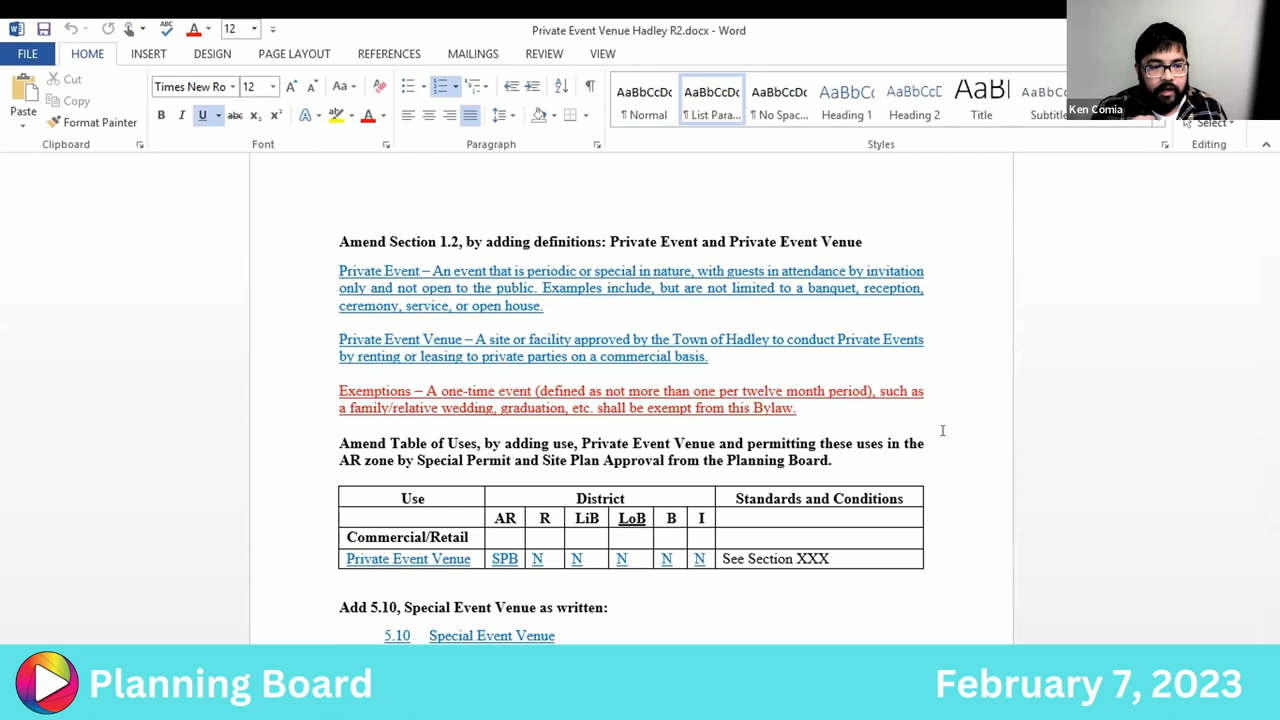 12
Private Event Venue Hadley R2.docx - Word
FILE
HOME
INSERT
DESIGN
PAGE LAYOUT
REFERENCES
MAILINGS
REVIEW
VIEW
Paste
Cut
Copy
Format Painter
Clipboard
Times New Ro
12
Aa
B I U abc x₂ x²
Font
Paragraph
AaBbCcDc
¶ Normal
AaBbCcDc
¶ List Para...
AaBbCcDc
¶ No Spac...
AaBbCc
Heading 1
AaBbCcD
Heading 2
AaBl
Title
AaBbCc
Subtitle
Styles
Select
Editing
Ken Comia
Amend Section 1.2, by adding definitions: Private Event and Private Event Venue
Private Event – An event that is periodic or special in nature, with guests in attendance by invitation
only and not open to the public. Examples include, but are not limited to a banquet, reception,
ceremony, service, or open house.
Private Event Venue – A site or facility approved by the Town of Hadley to conduct Private Events
by renting or leasing to private parties on a commercial basis.
Exemptions – A one-time event (defined as not more than one per twelve month period), such as
a family/relative wedding, graduation, etc. shall be exempt from this Bylaw.
Amend Table of Uses, by adding use, Private Event Venue and permitting these uses in the
AR zone by Special Permit and Site Plan Approval from the Planning Board.
Use District Standards and Conditions
AR R LiB LoB B I
Commercial/Retail
Private Event Venue SPB N N N N N See Section XXX
Add 5.10, Special Event Venue as written:
5.10 Special Event Venue
Planning Board
February 7, 2023